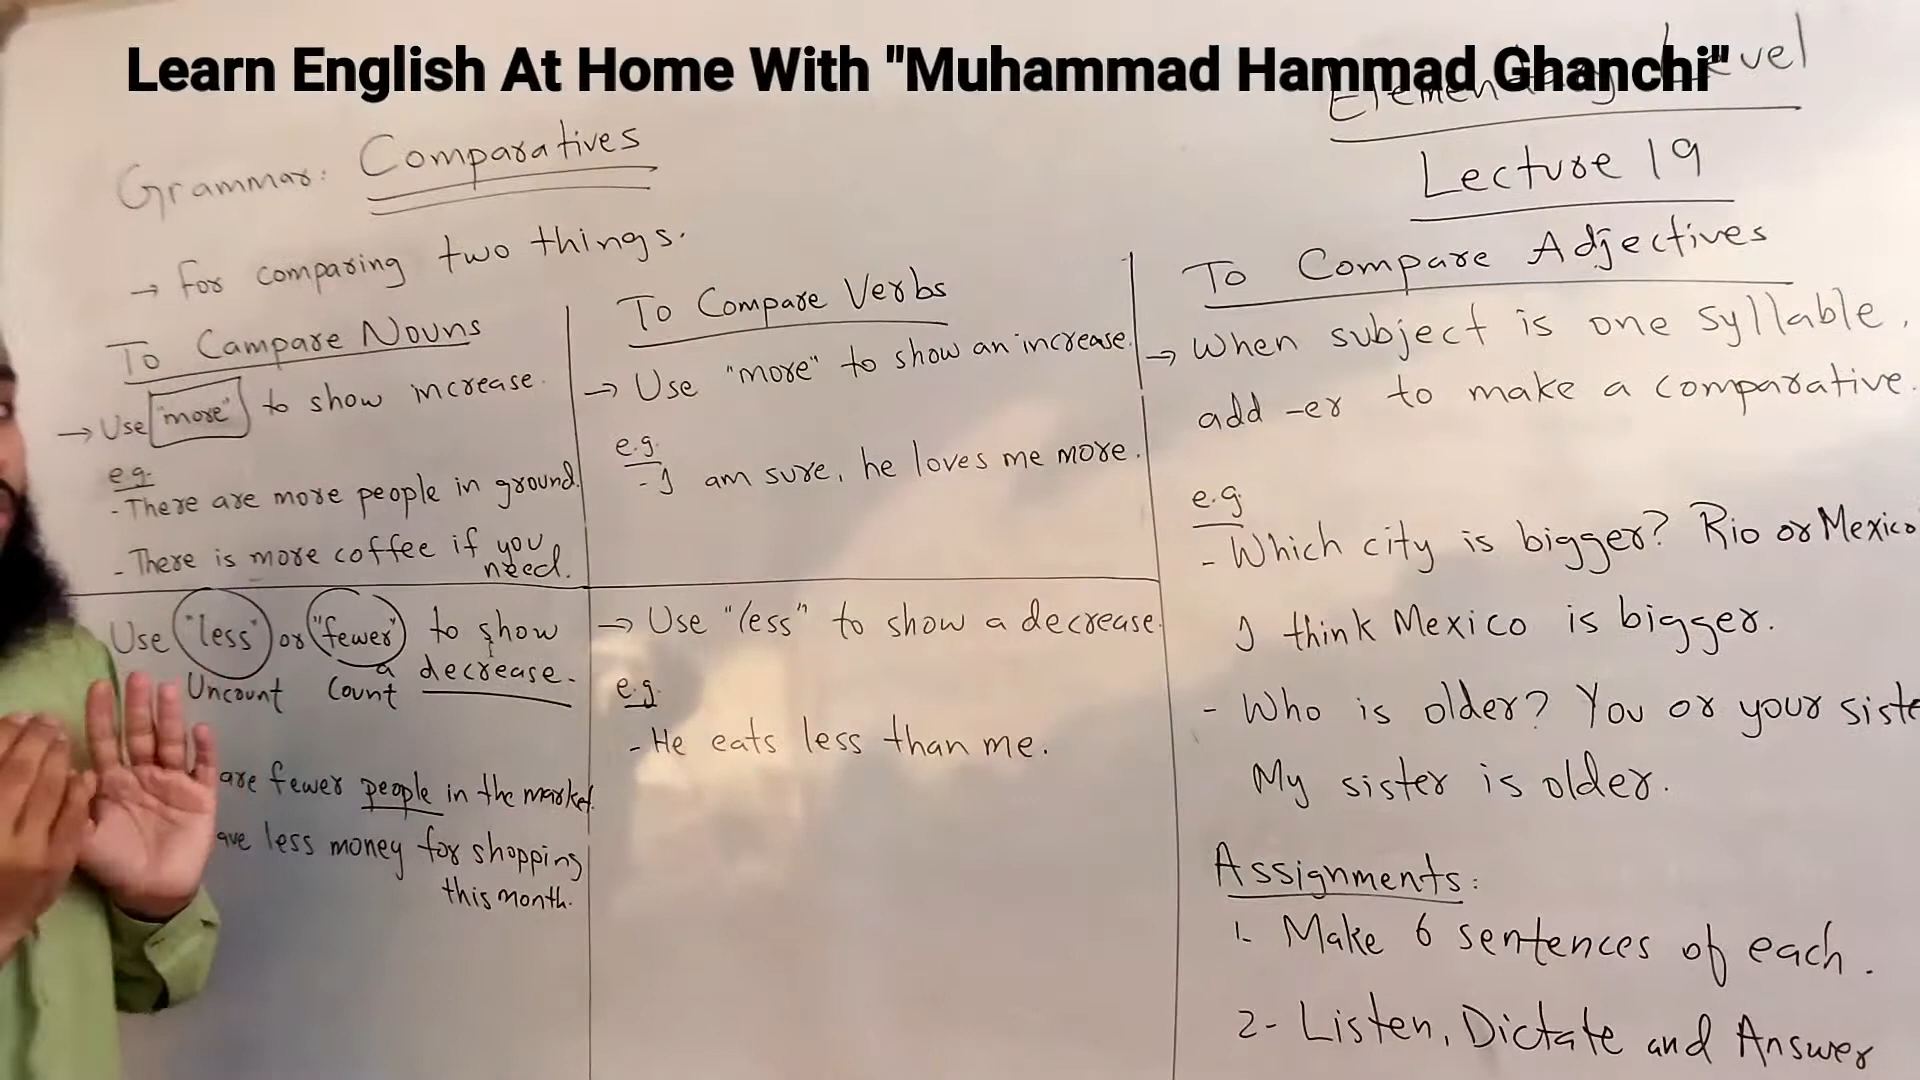 Learn English At Home With "Muhammad Hammad Ghanchi"
Elementary Level
Lecture 19
Grammar: Comparatives
→ for comparing two things.
To Campare Nouns
→ Use "more" to show increase.
e.g.
- There are more people in ground.
- There is more coffee if you
need.
Use "less" or "fewer" to show
a decrease.
Uncount Count
are fewer people in the market.
ave less money for shopping
this month.
To Compare Verbs
→ Use "more" to show an increase.
e.g.
- I am sure, he loves me more.
→ Use "less" to show a decrease.
e.g.
- He eats less than me.
To Compare Adjectives
→ When subject is one syllable,
add -er to make a comparative.
e.g
- Which city is bigger? Rio or Mexico
I think Mexico is bigger.
- Who is older? You or your siste
My sister is older.
Assignments:
1- Make 6 sentences of each.
2- Listen, Dictate and Answer